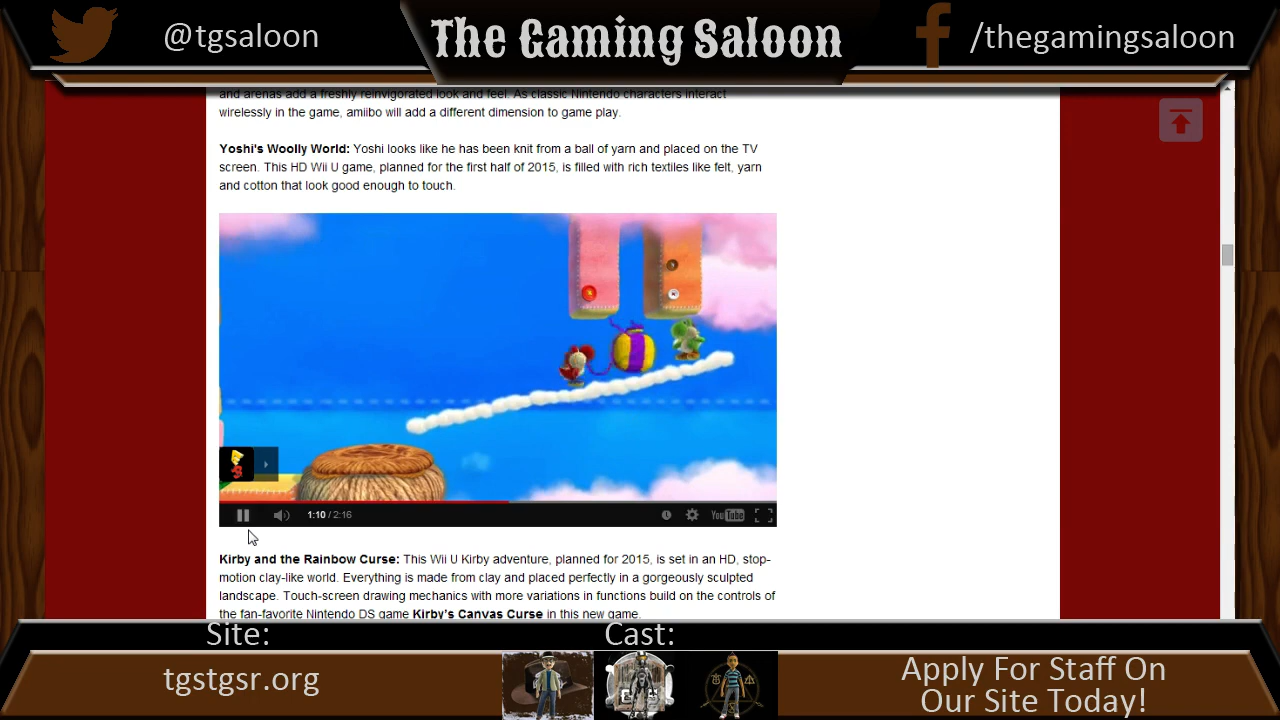 @tgsaloon
The Gaming Saloon
/thegamingsaloon
and arenas add a freshly reinvigorated look and feel. As classic Nintendo characters interact
wirelessly in the game, amiibo will add a different dimension to game play.
Yoshi's Woolly World: Yoshi looks like he has been knit from a ball of yarn and placed on the TV
screen. This HD Wii U game, planned for the first half of 2015, is filled with rich textiles like felt, yarn
and cotton that look good enough to touch.
1:10 / 2:16
YouTube
Kirby and the Rainbow Curse: This Wii U Kirby adventure, planned for 2015, is set in an HD, stop-
motion clay-like world. Everything is made from clay and placed perfectly in a gorgeously sculpted
landscape. Touch-screen drawing mechanics with more variations in functions build on the controls of
the fan-favorite Nintendo DS game Kirby's Canvas Curse in this new game.
Site:
Cast:
tgstgsr.org
Apply For Staff On
Our Site Today!